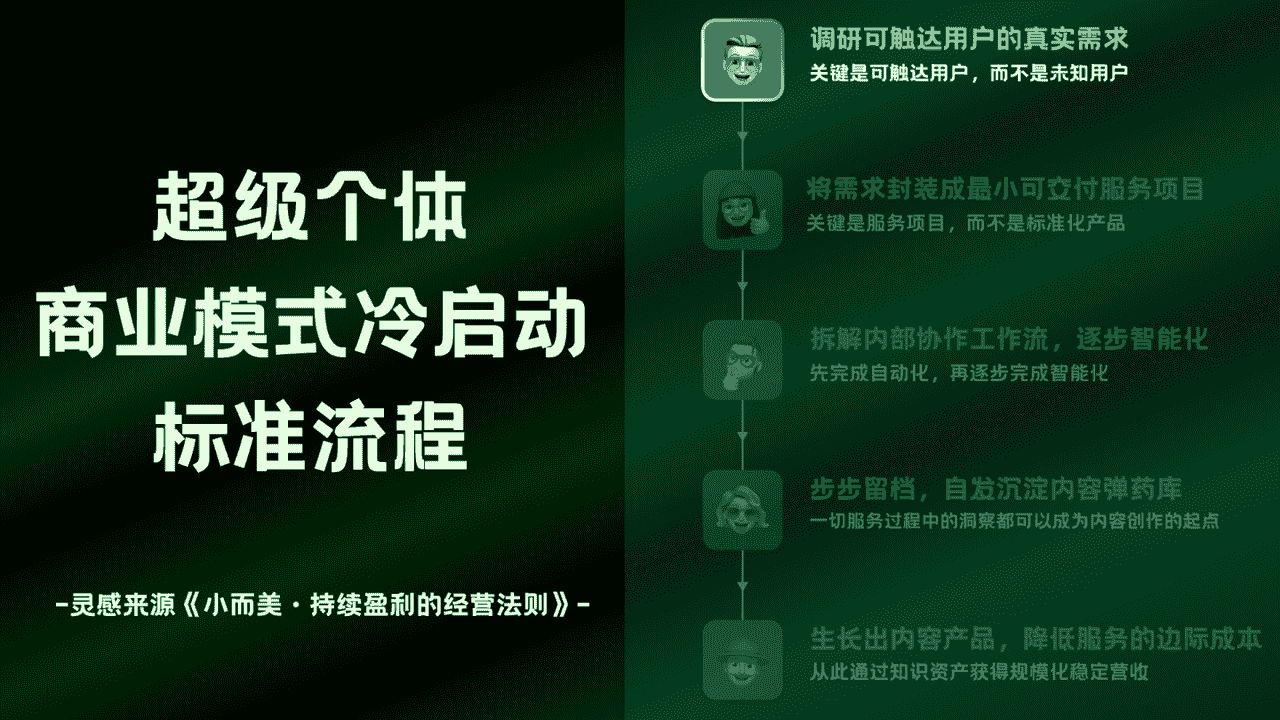 超级个体
商业模式冷启动
标准流程
-灵感来源《小而美·持续盈利的经营法则》-
调研可触达用户的真实需求
关键是可触达用户，而不是未知用户
将需求封装成最小可交付服务项目
关键是服务项目，而不是标准化产品
拆解内部协作工作流，逐步智能化
先完成自动化，再逐步完成智能化
步步留档，自发沉淀内容弹药库
一切服务过程中的洞察都可以成为内容创作的起点
生长出内容产品，降低服务的边际成本
从此通过知识资产获得规模化稳定营收